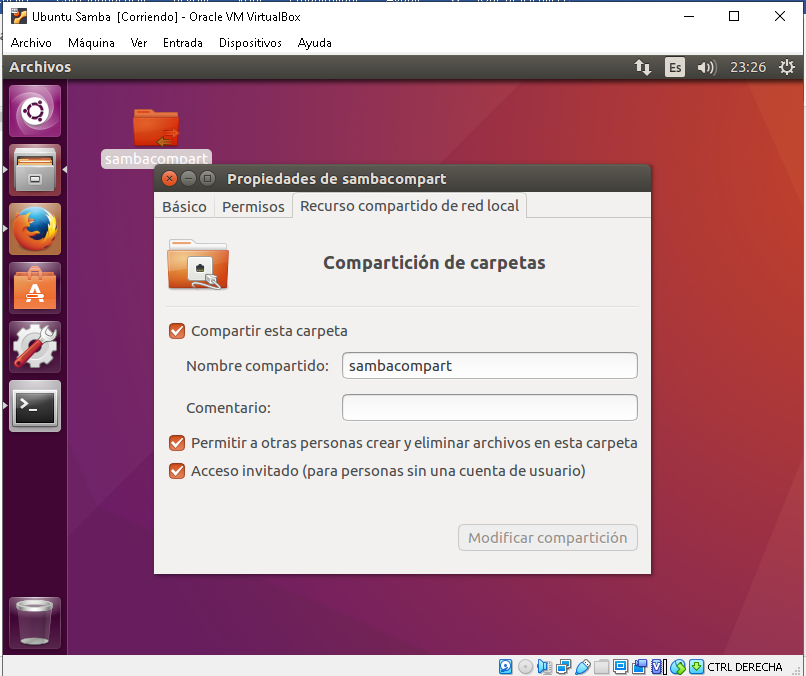 Ubuntu Samba [Corriendo] - Oracle VM VirtualBox
Archivo Máquina Ver Entrada Dispositivos Ayuda
Archivos Es 23:26
sambacompart
Propiedades de sambacompart
Básico Permisos Recurso compartido de red local
Compartición de carpetas
Compartir esta carpeta
Nombre compartido: sambacompart
Comentario:
Permitir a otras personas crear y eliminar archivos en esta carpeta
Acceso invitado (para personas sin una cuenta de usuario)
Modificar compartición
CTRL DERECHA